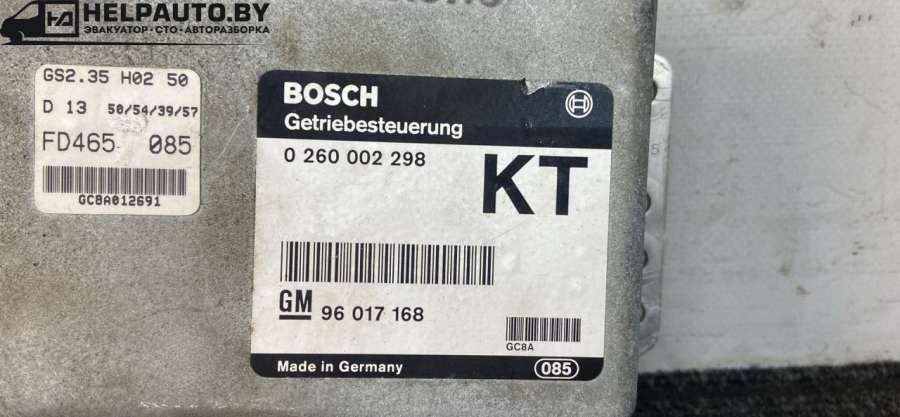 HELPAUTO.BY
ЭВАКУАТОР • СТО • АВТОРАЗБОРКА
GS2.35 H02 50
D 13 50/54/39/57
FD465 085
GC8A012691
BOSCH
Getriebesteuerung
0 260 002 298
KT
GM 96 017 168
GC8A
Made in Germany
085